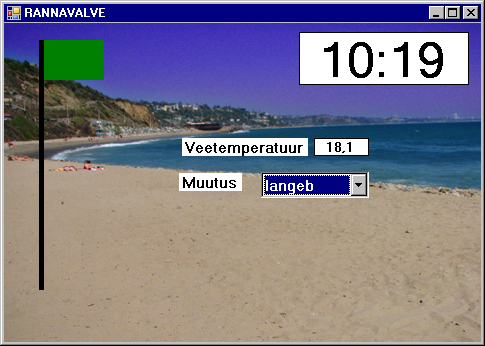 RANNAVALVE
10:19
Veetemperatuur 18,1
Muutus langeb